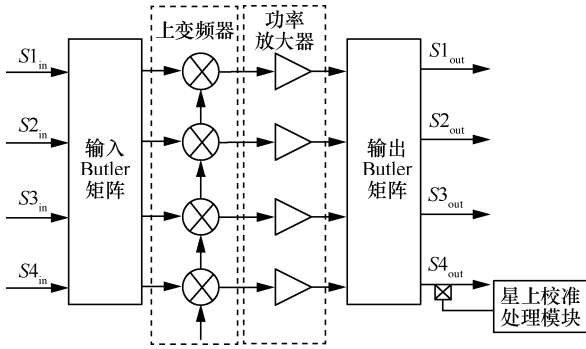 上变频器
功率
放大器
S1in
S2in
S3in
S4in
输入
Butler
矩阵
输出
Butler
矩阵
S1out
S2out
S3out
S4out
星上校准
处理模块